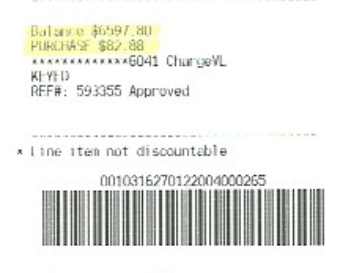 Balance $6597.80
PURCHASE $82.88
*************6041 ChargeVL
KEYED
REF#: 593355 Approved
* Line item not discountable
0010316270122004000265